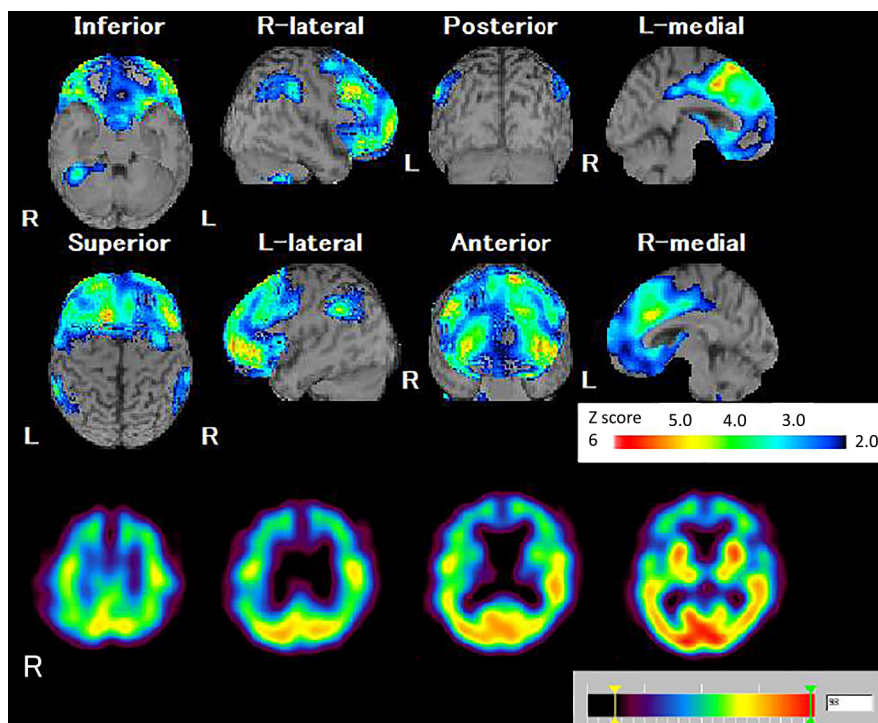 Inferior R-lateral Posterior L-medial
R L L R
Superior L-lateral Anterior R-medial
L R R L
Z score 5.0 4.0 3.0
6 2.0
R